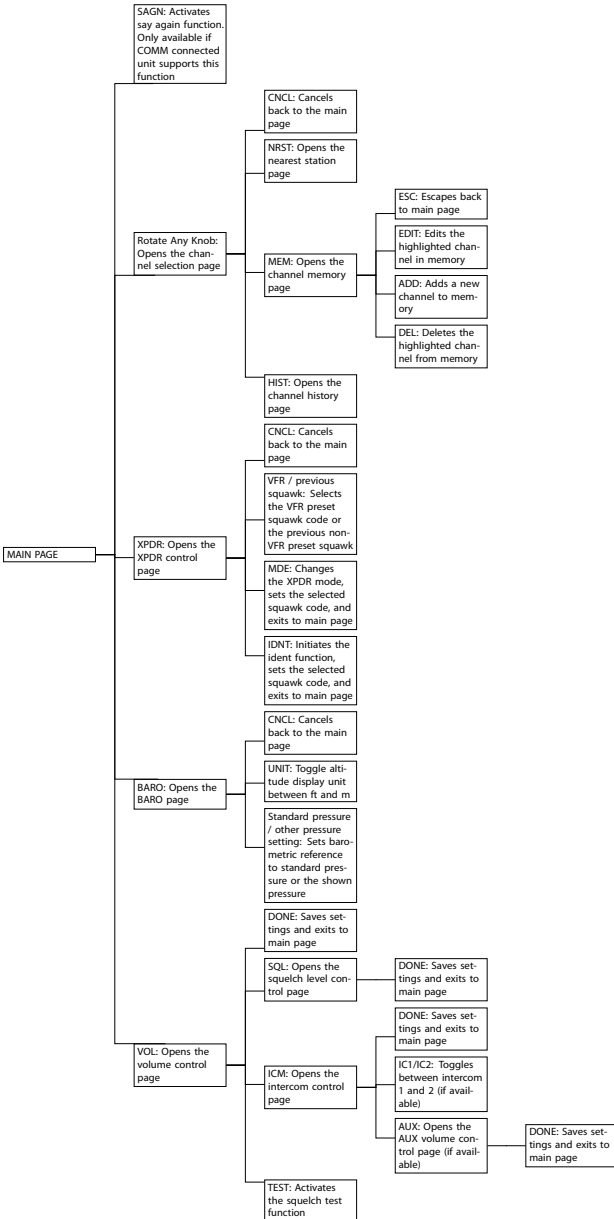 SAGN: Activates
say again function.
Only available if
COMM connected
unit supports this
function
CNCL: Cancels
back to the main
page
NRST: Opens the
nearest station
page
ESC: Escapes back
to main page
EDIT: Edits the
highlighted chan-
nel in memory
Rotate Any Knob:
Opens the chan-
nel selection page
MEM: Opens the
channel memory
page
ADD: Adds a new
channel to mem-
ory
DEL: Deletes the
highlighted chan-
nel from memory
HIST: Opens the
channel history
page
CNCL: Cancels
back to the main
page
VFR / previous
squawk: Selects
the VFR preset
squawk code or
the previous non-
VFR preset squawk
MAIN PAGE
XPDR: Opens the
XPDR control
page
MDE: Changes
the XPDR mode,
sets the selected
squawk code, and
exits to main page
IDNT: Initiates the
ident function,
sets the selected
squawk code, and
exits to main page
CNCL: Cancels
back to the main
page
BARO: Opens the
BARO page
UNIT: Toggle alti-
tude display unit
between ft and m
Standard pressure
/ other pressure
setting: Sets baro-
metric reference
to standard pres-
sure or the shown
pressure
DONE: Saves set-
tings and exits to
main page
SQL: Opens the
squelch level con-
trol page
DONE: Saves set-
tings and exits to
main page
DONE: Saves set-
tings and exits to
main page
VOL: Opens the
volume control
page
ICM: Opens the
intercom control
page
IC1/IC2: Toggles
between intercom
1 and 2 (if avail-
able)
AUX: Opens the
AUX volume con-
trol page (if avail-
able)
DONE: Saves set-
tings and exits to
main page
TEST: Activates
the squelch test
function